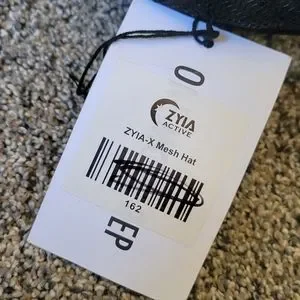 O
ZYIA
ACTIVE
ZYIA-X Mesh Hat
162
EP